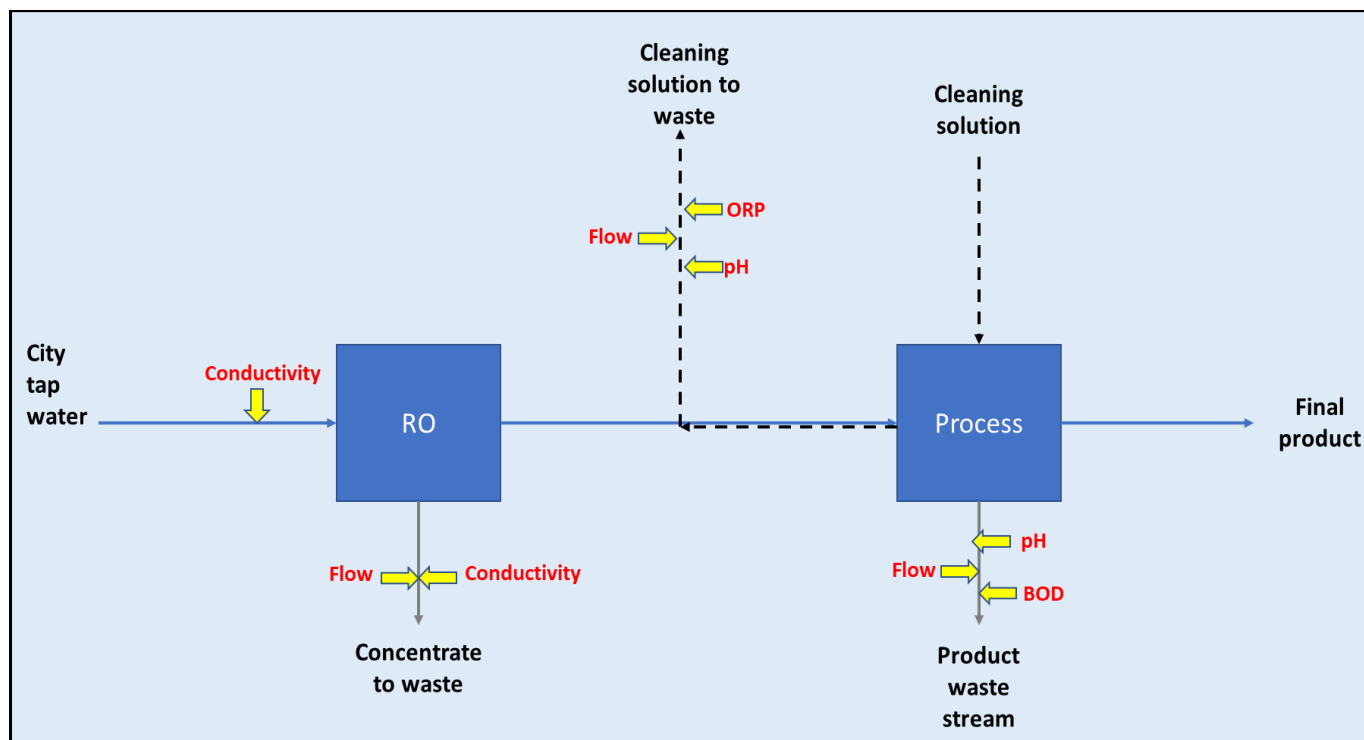 Cleaning
solution to
waste
Cleaning
solution
ORP
Flow
pH
City
tap
water
Conductivity
RO
Process
Final
product
Flow
Conductivity
pH
Flow
BOD
Concentrate
to waste
Product
waste
stream